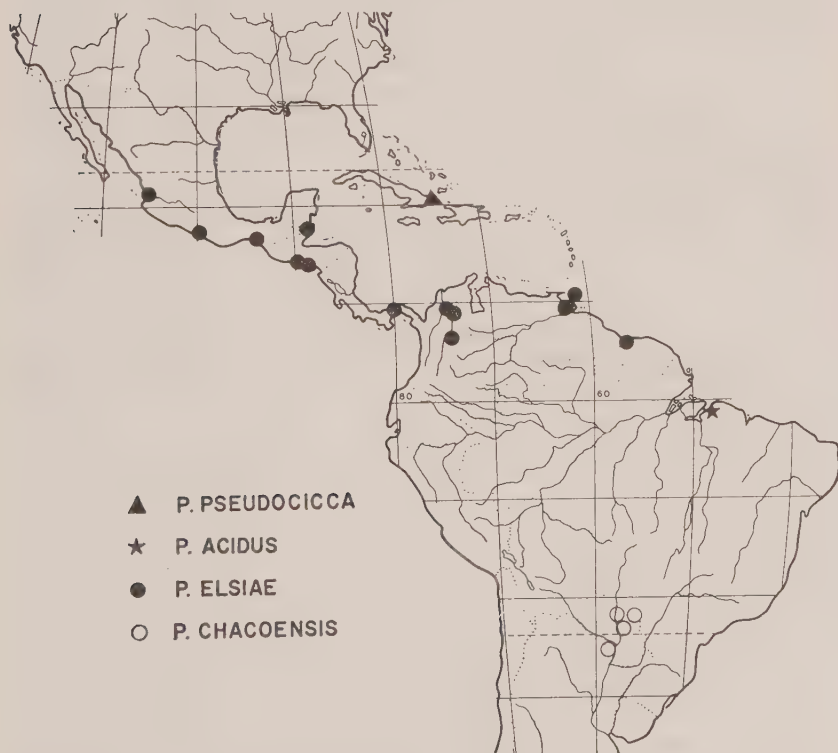 80
60
P. PSEUDOCICCA
P. ACIDUS
P. ELSIAE
P. CHACOENSIS